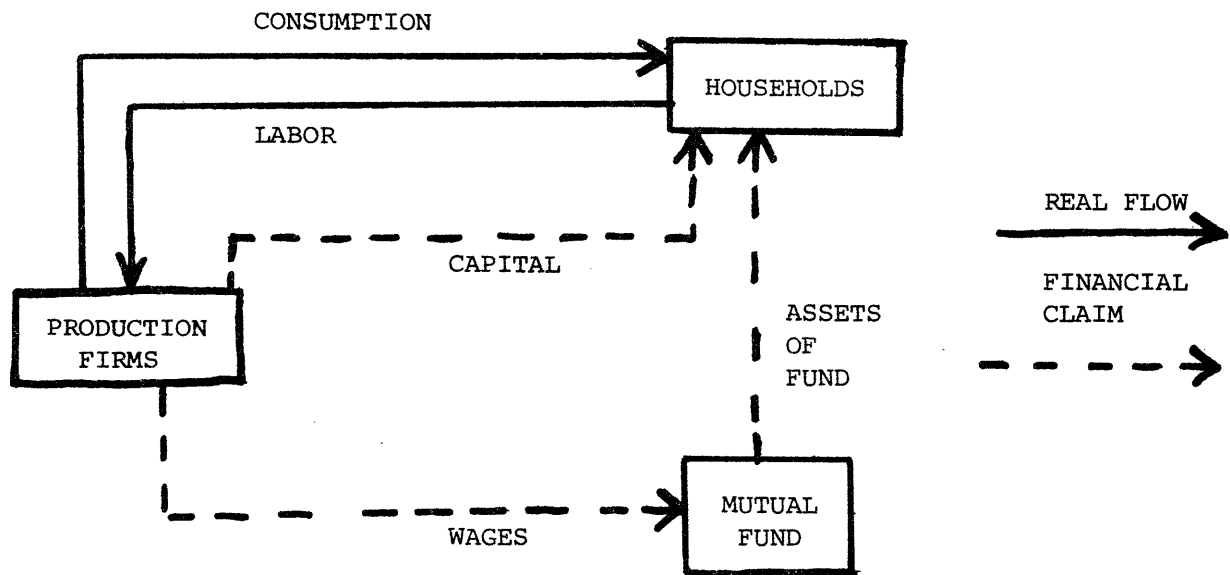 CONSUMPTION
HOUSEHOLDS
LABOR
REAL FLOW
CAPITAL
FINANCIAL
CLAIM
ASSETS
OF
FUND
PRODUCTION
FIRMS
MUTUAL
FUND
WAGES